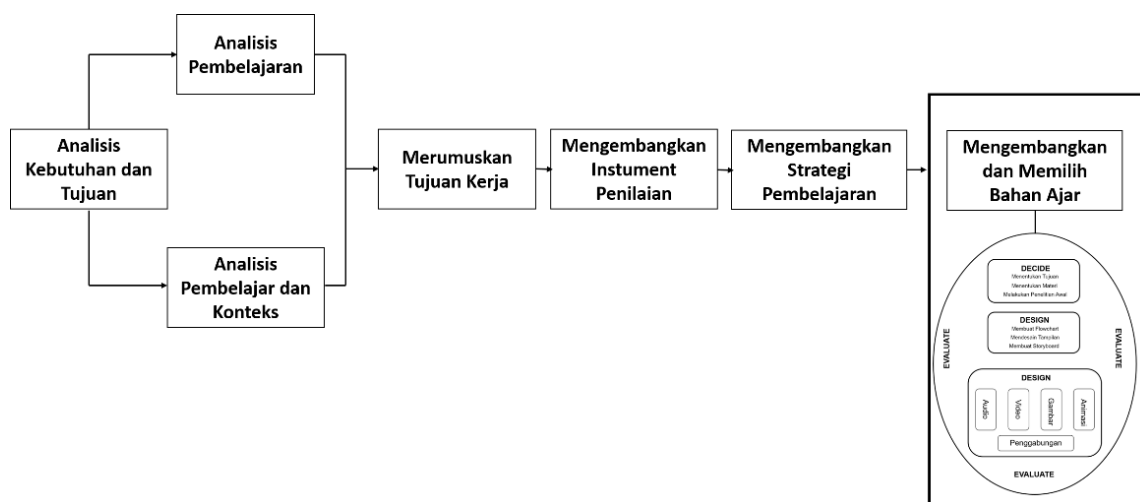 Analisis
Pembelajaran
Analisis
Kebutuhan dan
Tujuan
Analisis
Pembelajar dan
Konteks
Merumuskan
Tujuan Kerja
Mengembangkan
Instument
Penilaian
Mengembangkan
Strategi
Pembelajaran
Mengembangkan
dan Memilih
Bahan Ajar
DECIDE
Menentukan Tujuan
Menentukan Materi
Malakukan Penelitian Awal
DESIGN
Membuat Flowchart
Mendesain Tampilan
Membuat Storyboard
EVALUATE
EVALUATE
DESIGN
Audio
Video
Gambar
Animasi
Penggabungan
EVALUATE